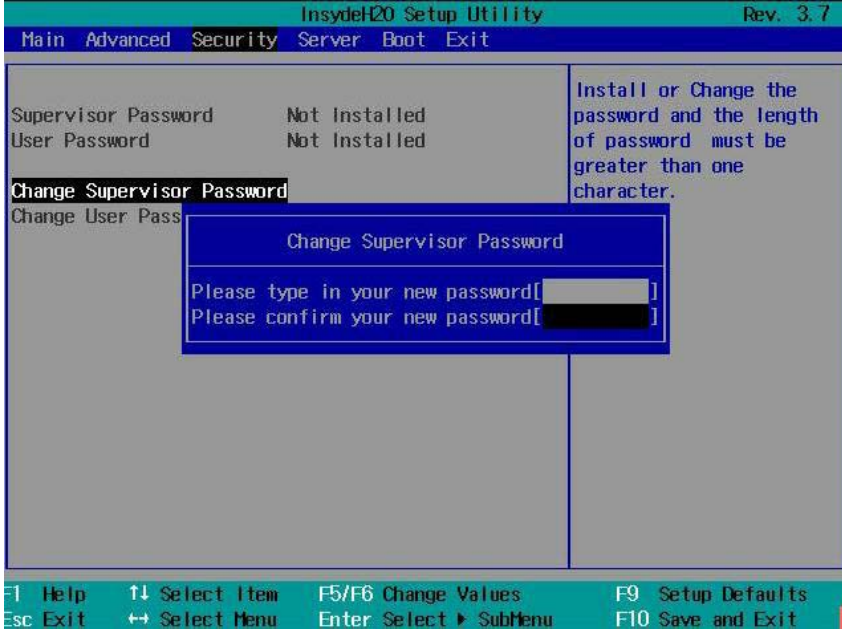 InsydeH2O Setup Utility Rev. 3.7
Main Advanced Security Server Boot Exit
Supervisor Password Not Installed
User Password Not Installed
Change Supervisor Password
Change User Pass
Install or Change the
password and the length
of password must be
greater than one
character.
Change Supervisor Password
Please type in your new password[ ]
Please confirm your new password[ ]
F1 Help ↑↓ Select Item F5/F6 Change Values F9 Setup Defaults
Esc Exit ↔ Select Menu Enter Select ▶ SubMenu F10 Save and Exit